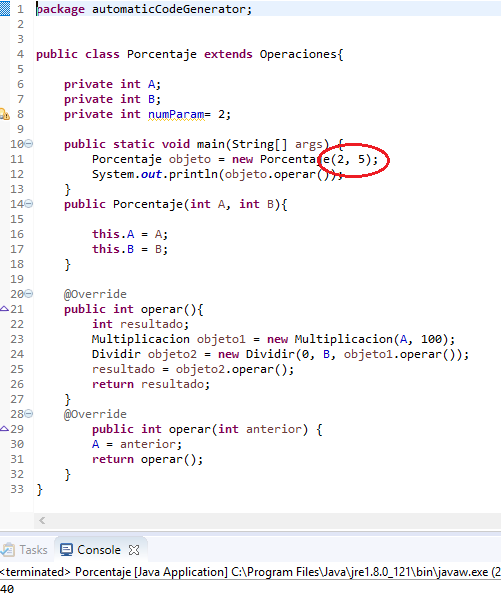 1 package automaticCodeGenerator;
2
3
4 public class Porcentaje extends Operaciones{
5
6     private int A;
7     private int B;
8     private int numParam= 2;
9
10     public static void main(String[] args) {
11         Porcentaje objeto = new Porcentaje(2, 5);
12         System.out.println(objeto.operar());
13     }
14     public Porcentaje(int A, int B){
15
16         this.A = A;
17         this.B = B;
18     }
19
20     @Override
21     public int operar(){
22         int resultado;
23         Multiplicacion objeto1 = new Multiplicacion(A, 100);
24         Dividir objeto2 = new Dividir(0, B, objeto1.operar());
25         resultado = objeto2.operar();
26         return resultado;
27     }
28     @Override
29         public int operar(int anterior) {
30         A = anterior;
31         return operar();
32     }
33 }
Tasks Console
<terminated> Porcentaje [Java Application] C:\Program Files\Java\jre1.8.0_121\bin\javaw.exe (2
40